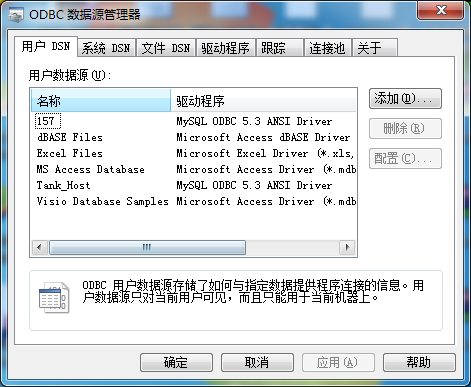 ODBC 数据源管理器
用户 DSN 系统 DSN 文件 DSN 驱动程序 跟踪 连接池 关于
用户数据源(U):
名称 驱动程序
157 MySQL ODBC 5.3 ANSI Driver
dBASE Files Microsoft Access dBASE Driver
Excel Files Microsoft Excel Driver (*.xls,
MS Access Database Microsoft Access Driver (*.mdb
Tank_Host MySQL ODBC 5.3 ANSI Driver
Visio Database Samples Microsoft Access Driver (*.mdb
添加(D)...
删除(R)
配置(C)...
ODBC 用户数据源存储了如何与指定数据提供程序连接的信息。用
户数据源只对当前用户可见，而且只能用于当前机器上。
确定 取消 应用(A) 帮助